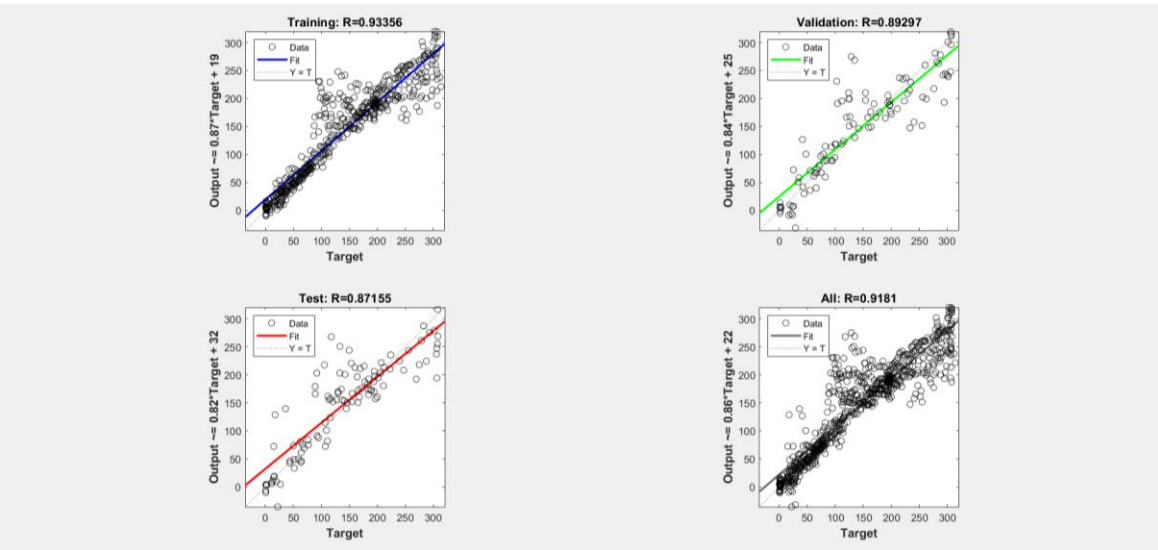 Training: R=0.93356
Output ~= 0.87*Target + 19
300
250
200
150
100
50
0
Data
Fit
Y = T
0 50 100 150 200 250 300
Target
Validation: R=0.89297
Output ~= 0.84*Target + 25
300
250
200
150
100
50
0
Data
Fit
Y = T
0 50 100 150 200 250 300
Target
Test: R=0.87155
Output ~= 0.82*Target + 32
300
250
200
150
100
50
0
Data
Fit
Y = T
0 50 100 150 200 250 300
Target
All: R=0.9181
Output ~= 0.86*Target + 22
300
250
200
150
100
50
0
Data
Fit
Y = T
0 50 100 150 200 250 300
Target